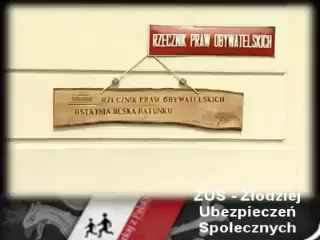 RZECZNIK PRAW OBYWATELSKICH
RZECZNIK PRAW OBYWATELSKICH
OSTATNIA DESKA RATUNKU
ZUS - Złodziej
Ubezpieczeń
Społecznych